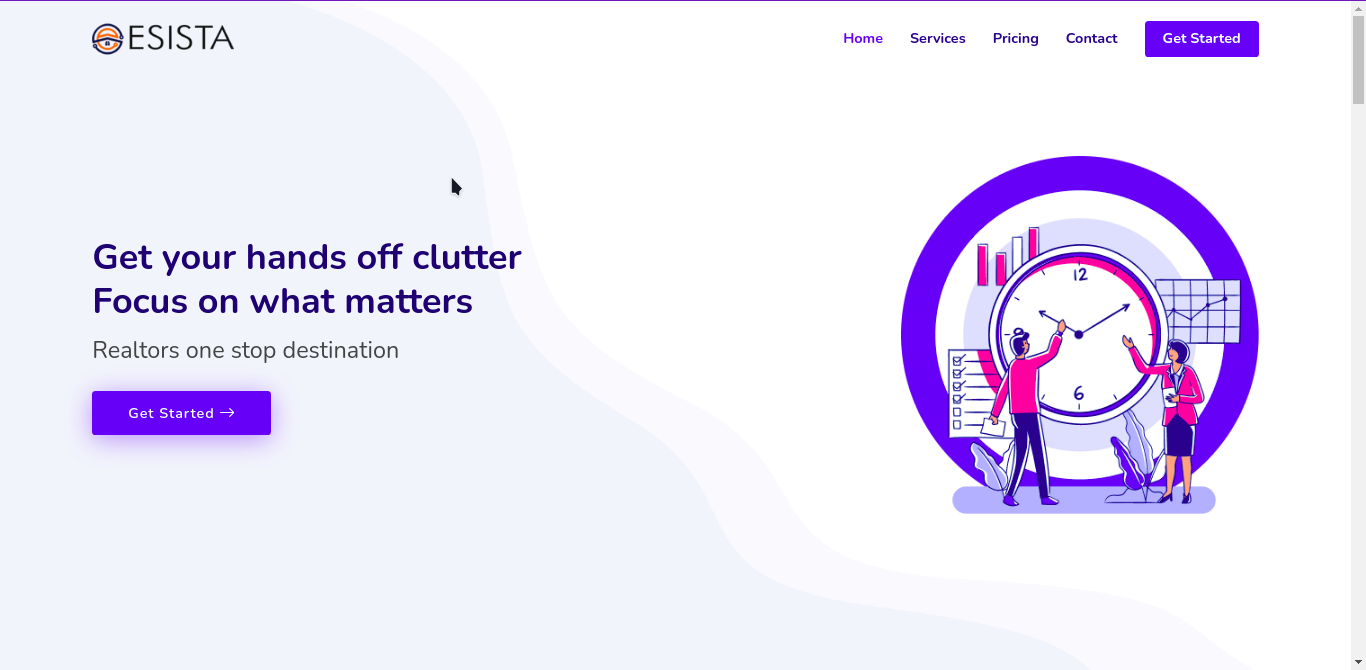 ESISTA
Home Services Pricing Contact Get Started
Get your hands off clutter
Focus on what matters
Realtors one stop destination
Get Started →
12
6